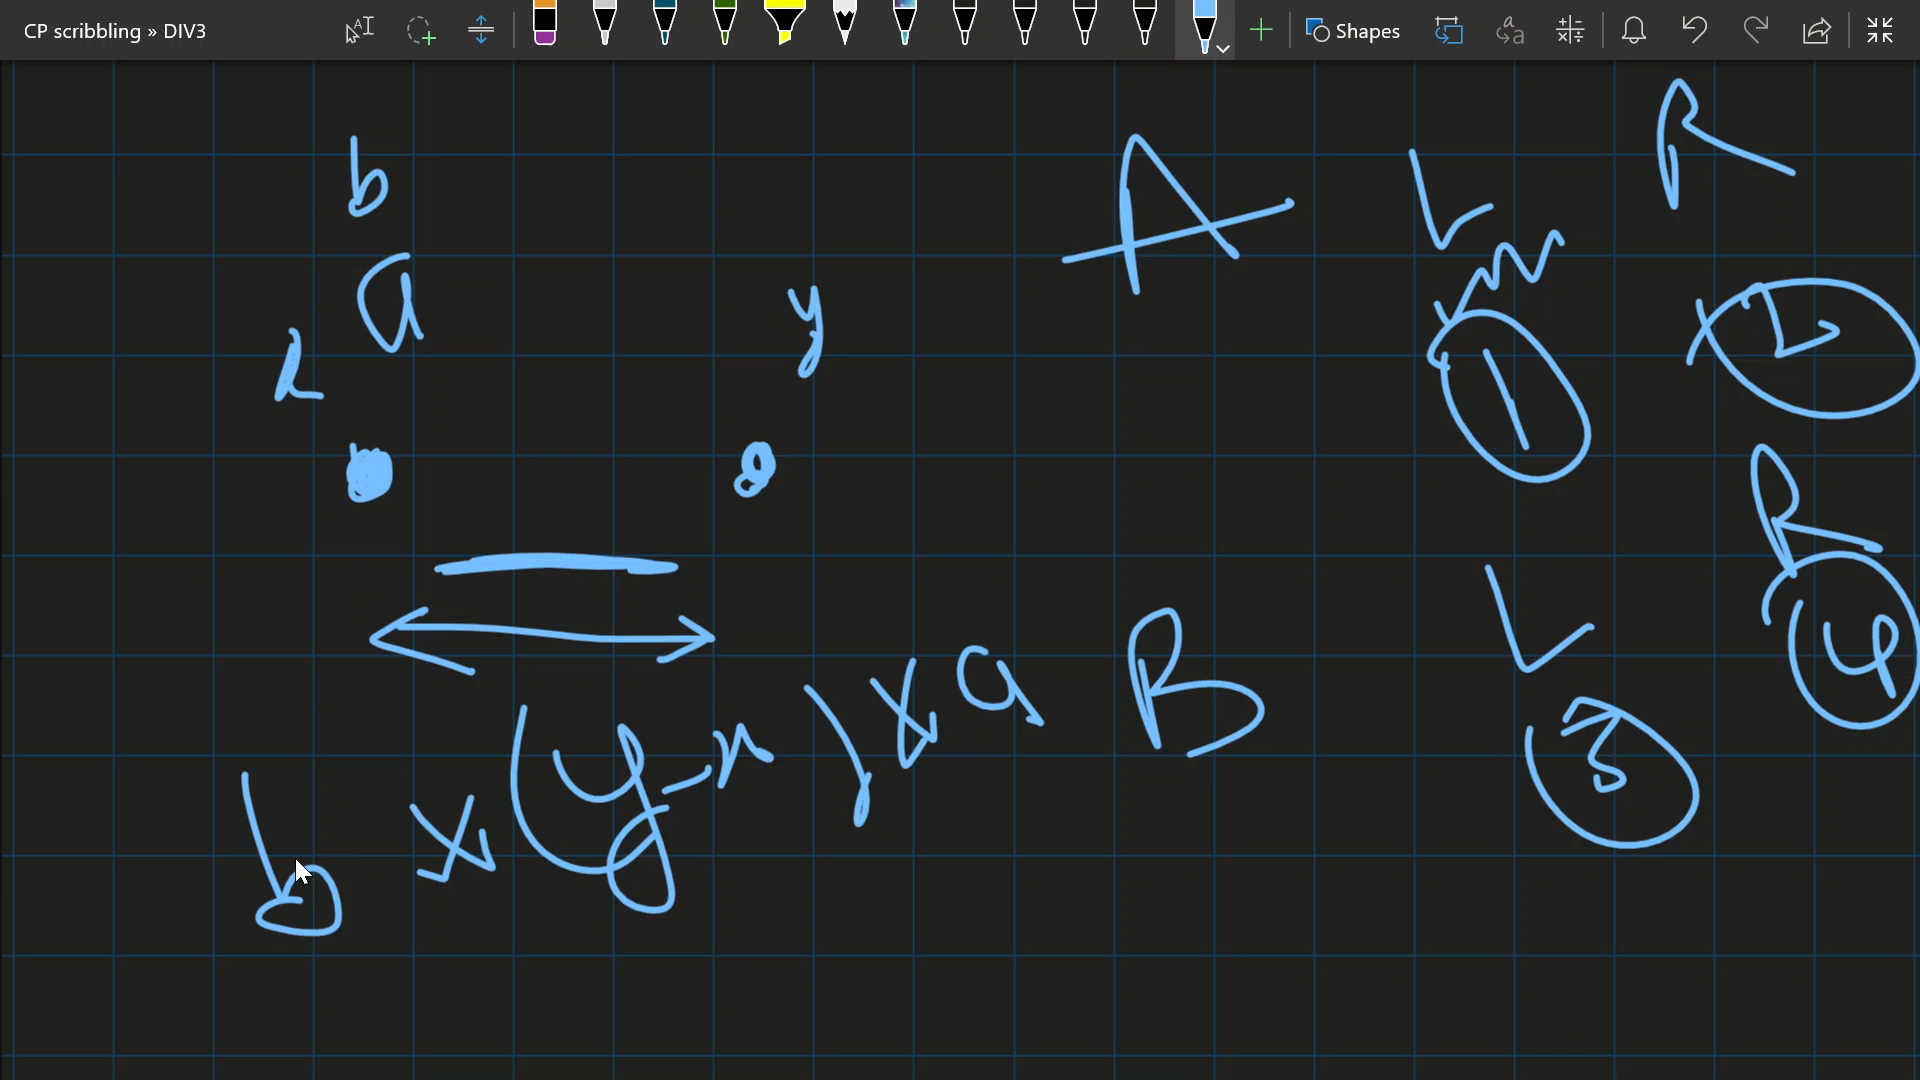 CP scribbling » DIV3
Shapes
b
a
y
A
L
R
1
2
R
L
B
3
4
b x (y - x) x a